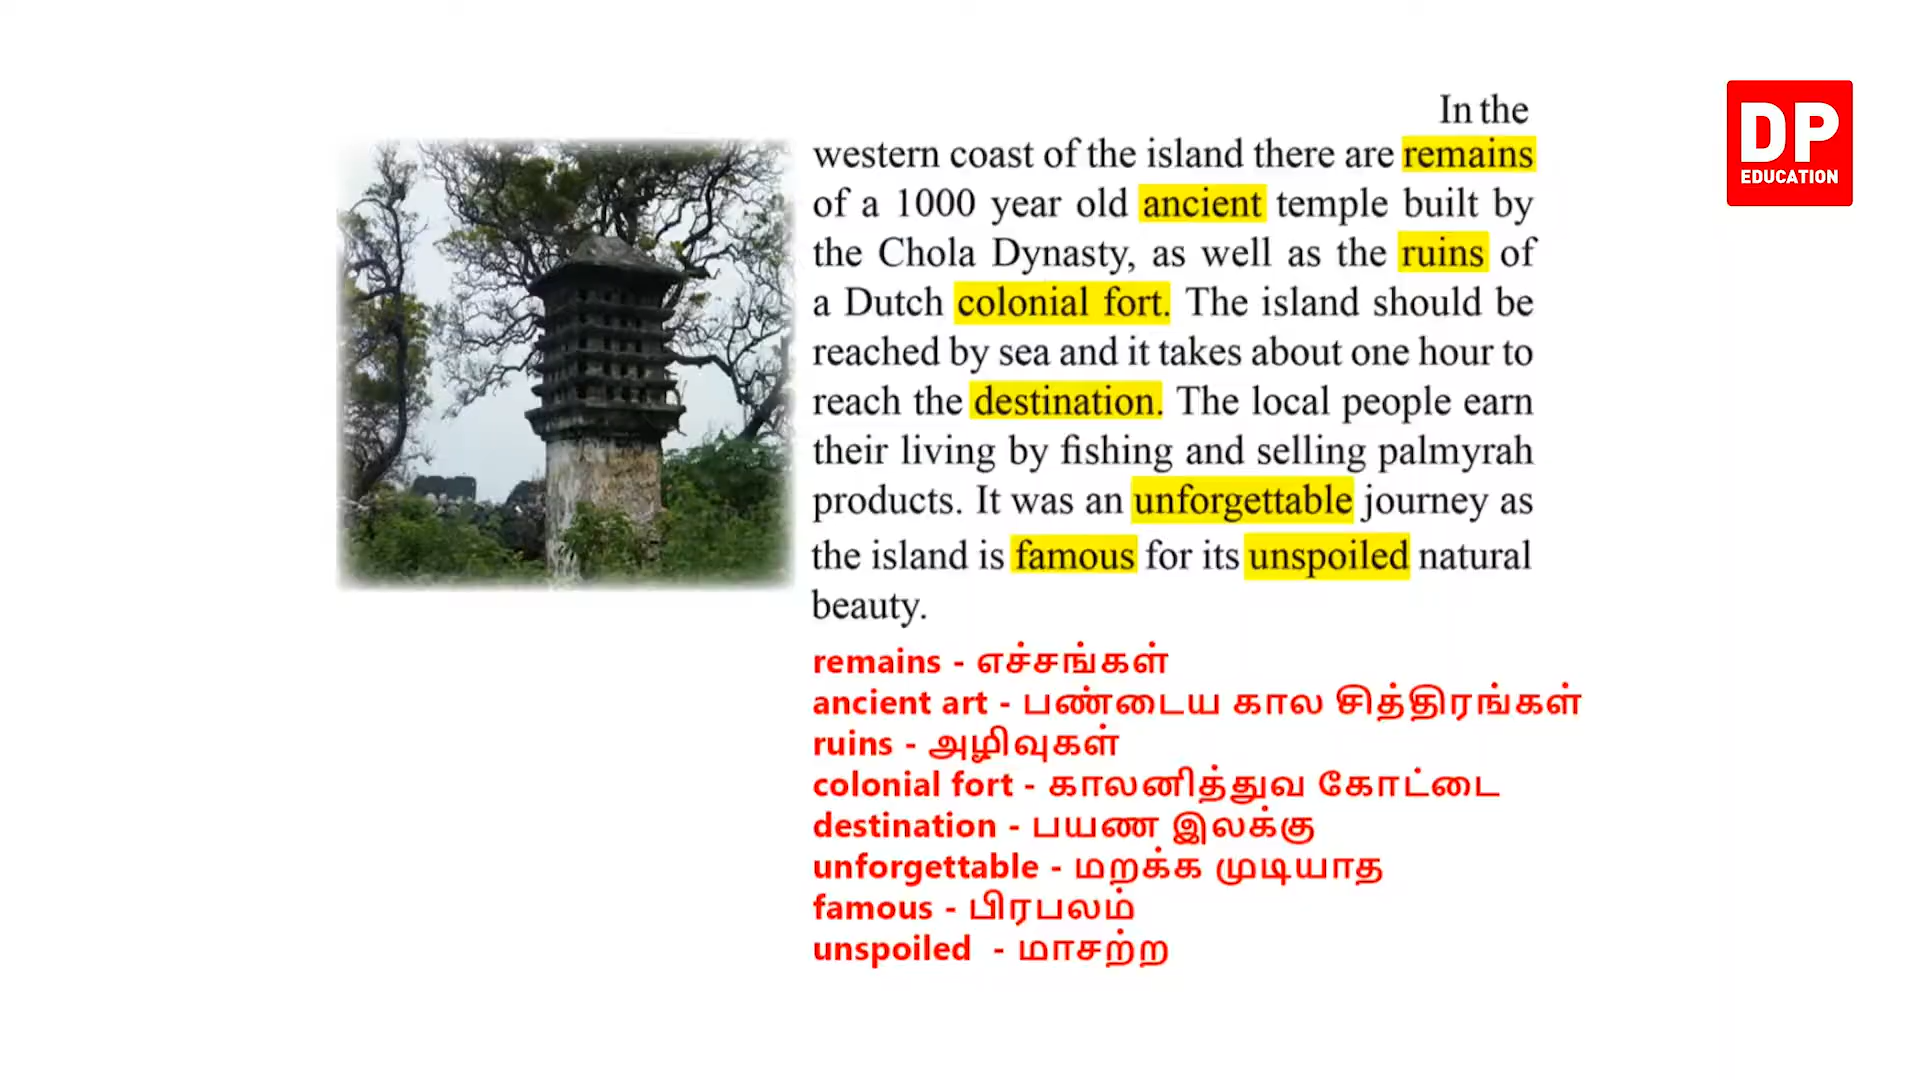 In the
western coast of the island there are remains
of a 1000 year old ancient temple built by
the Chola Dynasty, as well as the ruins of
a Dutch colonial fort. The island should be
reached by sea and it takes about one hour to
reach the destination. The local people earn
their living by fishing and selling palmyrah
products. It was an unforgettable journey as
the island is famous for its unspoiled natural
beauty.
remains - எச்சங்கள்
ancient art - பண்டைய கால சித்திரங்கள்
ruins - அழிவுகள்
colonial fort - காலனித்துவ கோட்டை
destination - பயண இலக்கு
unforgettable - மறக்க முடியாத
famous - பிரபலம்
unspoiled - மாசற்ற
DP
EDUCATION